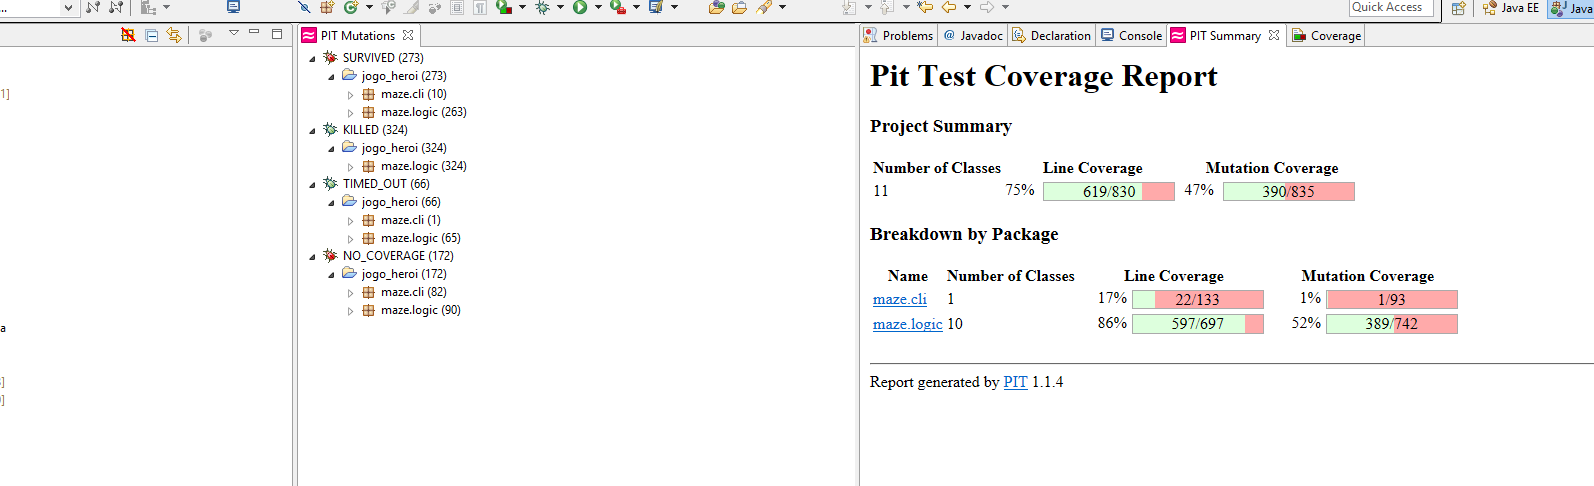 ...
Quick Access
Java EE
Java
1]
a
]
]
PIT Mutations
SURVIVED (273)
jogo_heroi (273)
maze.cli (10)
maze.logic (263)
KILLED (324)
jogo_heroi (324)
maze.logic (324)
TIMED_OUT (66)
jogo_heroi (66)
maze.cli (1)
maze.logic (65)
NO_COVERAGE (172)
jogo_heroi (172)
maze.cli (82)
maze.logic (90)
Problems @ Javadoc Declaration Console PIT Summary Coverage
Pit Test Coverage Report
Project Summary
Number of Classes Line Coverage Mutation Coverage
11 75% 619/830 47% 390/835
Breakdown by Package
Name Number of Classes Line Coverage Mutation Coverage
maze.cli 1 17% 22/133 1% 1/93
maze.logic 10 86% 597/697 52% 389/742
Report generated by PIT 1.1.4